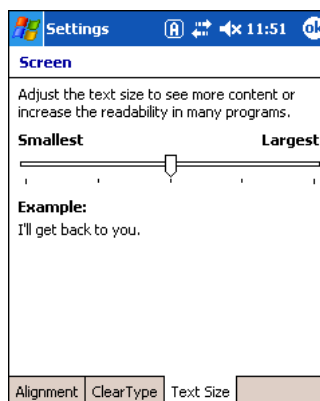 Settings A 11:51 ok
Screen
Adjust the text size to see more content or
increase the readability in many programs.
Smallest Largest
Example:
I'll get back to you.
Alignment ClearType Text Size